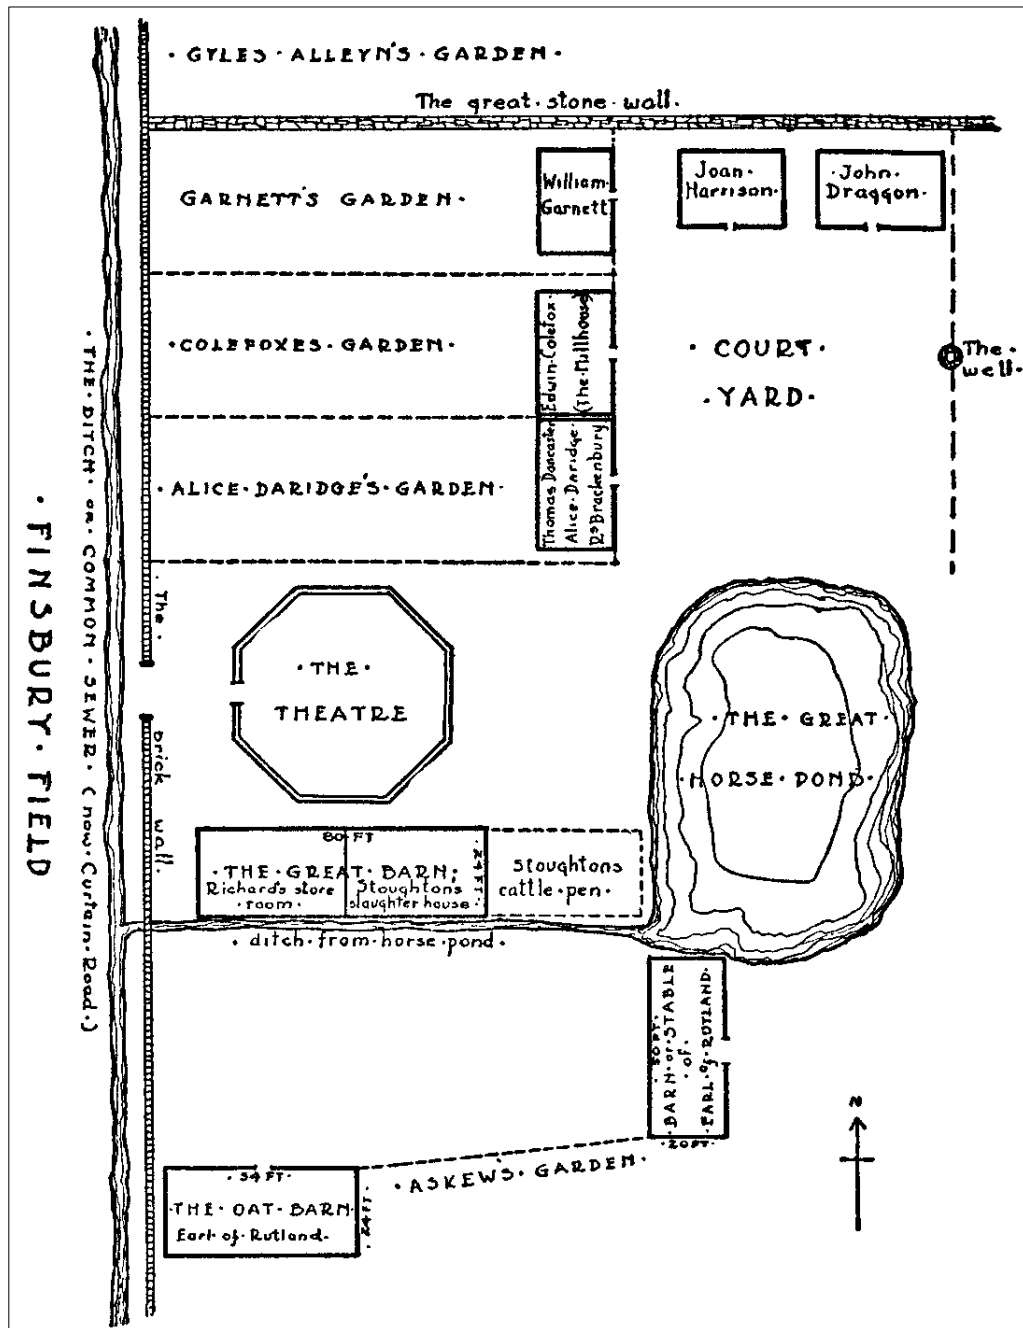 · GYLES · ALLEYN'S · GARDEN ·
The great · stone · wall ·
GARNETT'S GARDEN ·
William
Garnett
Joan
Harrison ·
· John
Draggon ·
· COLEFOXES · GARDEN ·
Edwin · Colefox ·
(The Millhouse)
· COURT ·
· YARD ·
The ·
well ·
· ALICE · DARIDGE'S · GARDEN ·
Thomas Dancaster
Alice · Daridge ·
Rd Brackenbury
· FINSBURY · FIELD
· THE · DITCH · or · COMMON · SEWER · ( now · Curtain · Road · )
· The ·
brick wall ·
· THE ·
THEATRE
· THE · GREAT ·
· HORSE · POND ·
80 FT
· 24 FT ·
· THE · GREAT · BARN ·
Richard's store
· room ·
Stoughtons
slaughter house ·
Stoughtons
cattle · pen ·
· ditch · from · horse · pond ·
· 50 FT ·
· BARN · or · STABLE
· of ·
EARL · of · RUTLAND ·
· 20 FT ·
N
· ASKEWS · GARDEN ·
· 54 FT ·
· 24 FT ·
· THE · OAT · BARN ·
Earl · of · Rutland ·